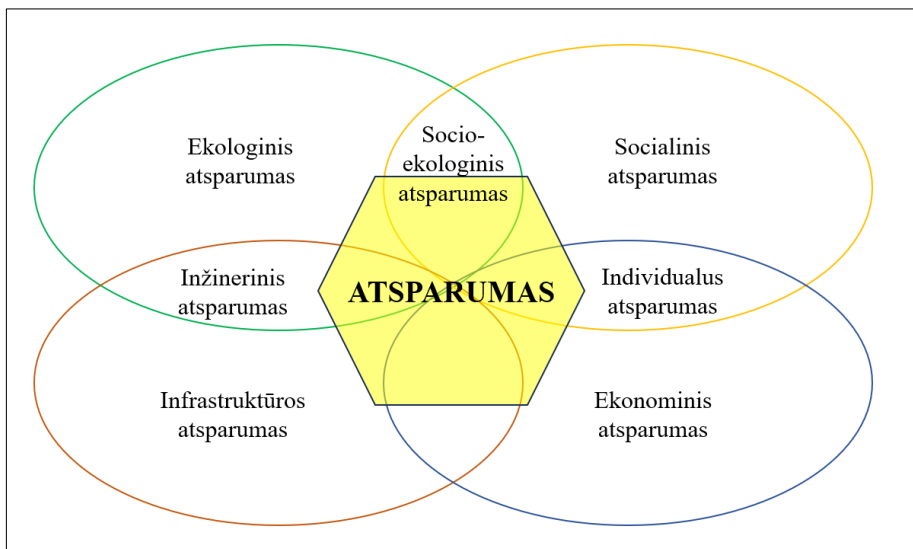 Ekologinis
atsparumas
Socio-
ekologinis
atsparumas
Socialinis
atsparumas
Inžinerinis
atsparumas
ATSPARUMAS
Individualus
atsparumas
Infrastruktūros
atsparumas
Ekonominis
atsparumas